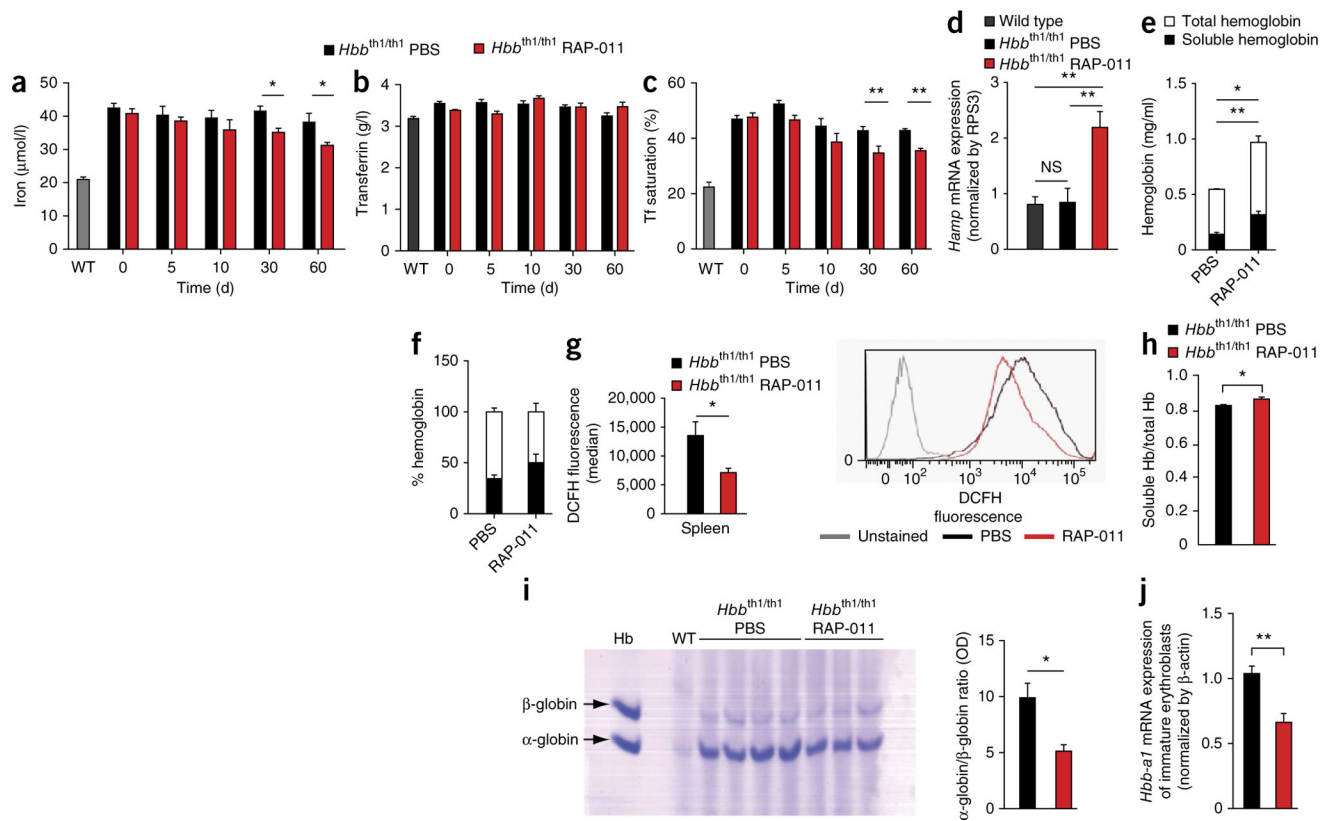 Hbb th1/th1 PBS
Hbb th1/th1 RAP-011
a
Iron (μmol/l)
50
40
30
20
10
0
WT 0 5 10 30 60
Time (d)
*
*
b
Transferrin (g/l)
4
3
2
1
0
WT 0 5 10 30 60
Time (d)
c
Tf saturation (%)
60
40
20
0
WT 0 5 10 30 60
Time (d)
**
**
d
Wild type
Hbb th1/th1 PBS
Hbb th1/th1 RAP-011
Hamp mRNA expression
(normalized by RPS3)
3
2
1
0
**
**
NS
e
Total hemoglobin
Soluble hemoglobin
Hemoglobin (mg/ml)
1.5
1.0
0.5
0
*
**
PBS
RAP-011
f
% hemoglobin
150
100
50
0
PBS
RAP-011
g
Hbb th1/th1 PBS
Hbb th1/th1 RAP-011
DCFH fluorescence
(median)
20,000
15,000
10,000
5,000
0
*
Spleen
0
0 10² 10³ 10⁴ 10⁵
DCFH
fluorescence
Unstained PBS RAP-011
h
Hbb th1/th1 PBS
Hbb th1/th1 RAP-011
Soluble Hb/total Hb
1.0
0.8
0.6
0.4
0.2
0
*
i
Hb WT
Hbb th1/th1
PBS
Hbb th1/th1
RAP-011
β-globin
α-globin
α-globin/β-globin ratio (OD)
15
10
5
0
*
j
Hbb-a1 mRNA expression
of immature erythroblasts
(normalized by β-actin)
1.5
1.0
0.5
0
**